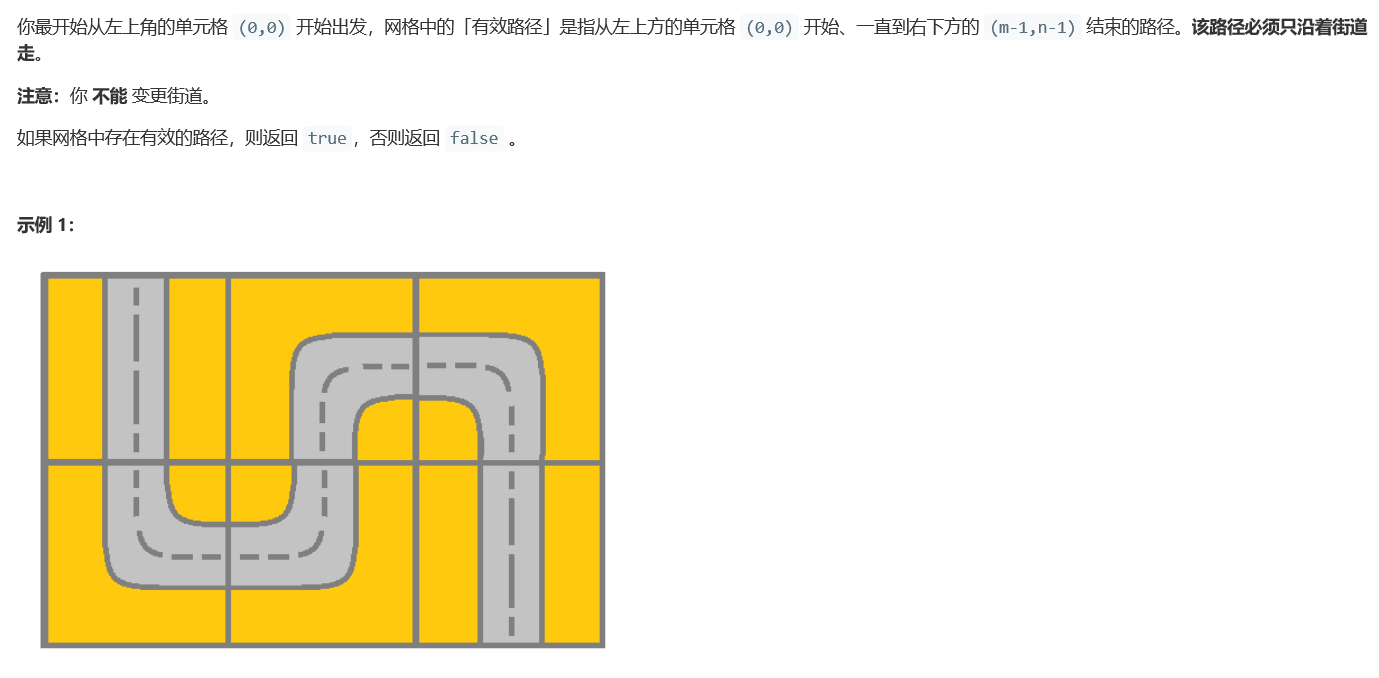 你最开始从左上角的单元格 (0,0) 开始出发，网格中的「有效路径」是指从左上方的单元格 (0,0) 开始、一直到右下方的 (m-1,n-1) 结束的路径。该路径必须只沿着街道
走。
注意：你 不能 变更街道。
如果网格中存在有效的路径，则返回 true，否则返回 false 。
示例 1：